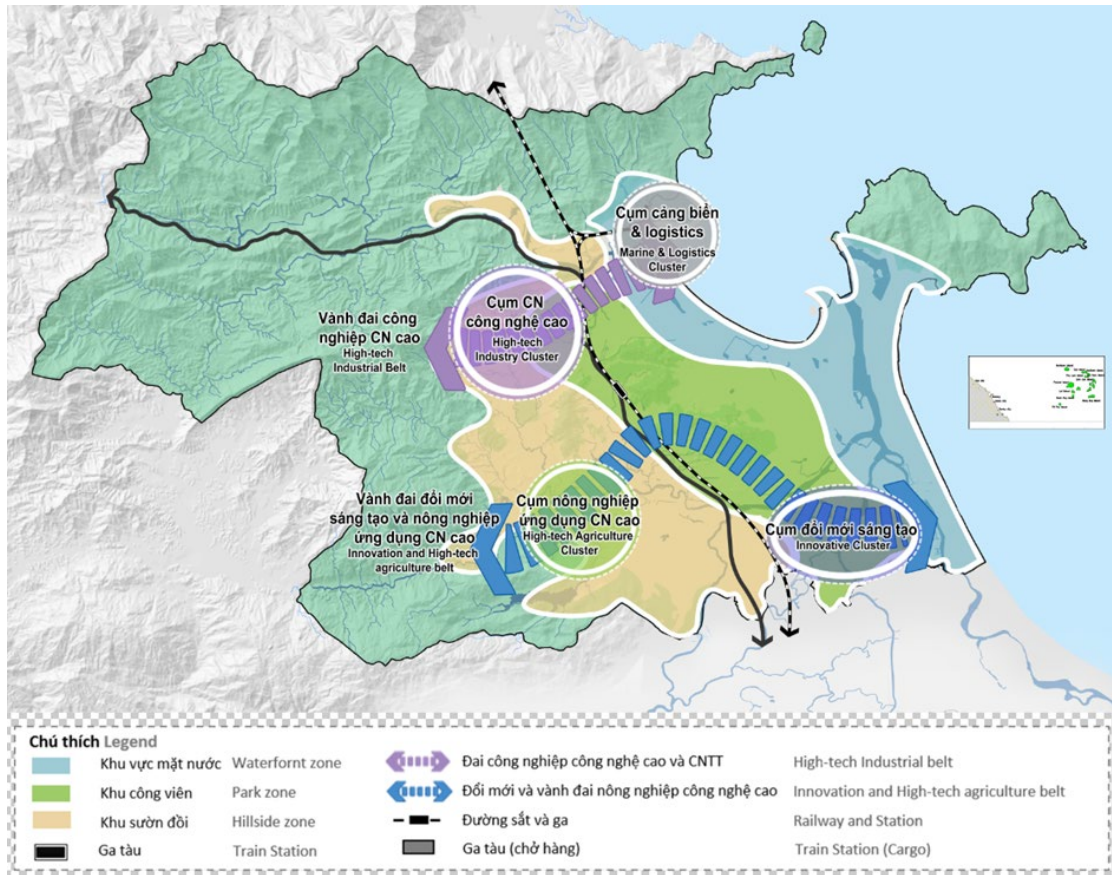 Cụm cảng biển
& logistics
Marine & Logistics
Cluster
Cụm CN
công nghệ cao
High-tech
Industry Cluster
Vành đai công
nghiệp CN cao
High-tech
Industrial Belt
Vành đai đổi mới
sáng tạo và nông nghiệp
ứng dụng CN cao
Innovation and High-tech
agriculture belt
Cụm nông nghiệp
ứng dụng CN cao
High-tech Agriculture
Cluster
Cụm đổi mới sáng tạo
Innovative Cluster
Chú thích Legend
Khu vực mặt nước Waterfornt zone
Khu công viên Park zone
Khu sườn đồi Hillside zone
Ga tàu Train Station
Đai công nghiệp công nghệ cao và CNTT High-tech Industrial belt
Đổi mới và vành đai nông nghiệp công nghệ cao Innovation and High-tech agriculture belt
Đường sắt và ga Railway and Station
Ga tàu (chở hàng) Train Station (Cargo)